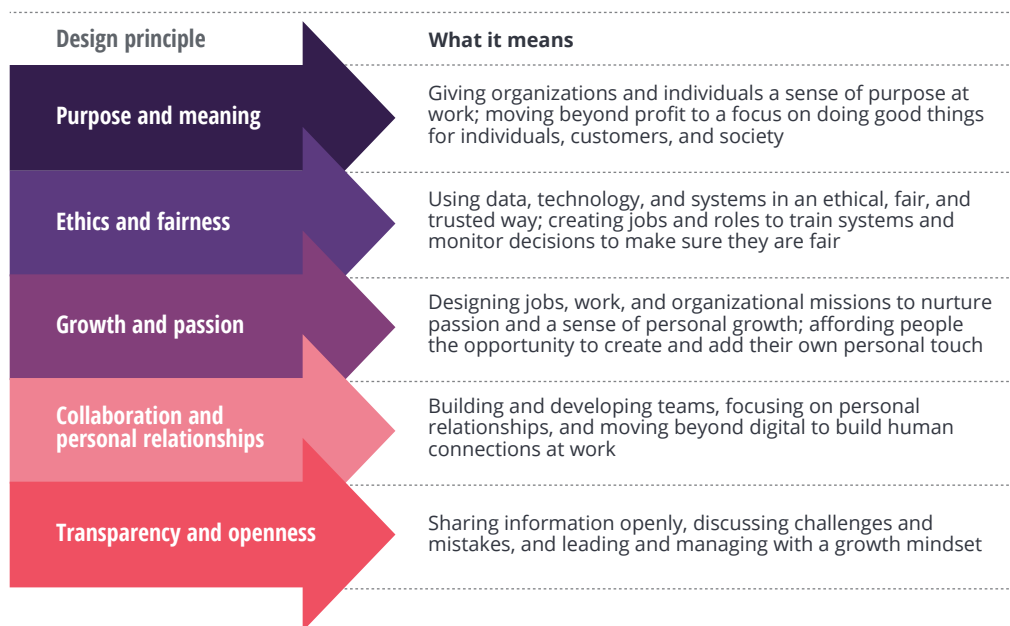 Design principle
What it means
Purpose and meaning
Giving organizations and individuals a sense of purpose at
work; moving beyond profit to a focus on doing good things
for individuals, customers, and society
Ethics and fairness
Using data, technology, and systems in an ethical, fair, and
trusted way; creating jobs and roles to train systems and
monitor decisions to make sure they are fair
Growth and passion
Designing jobs, work, and organizational missions to nurture
passion and a sense of personal growth; affording people
the opportunity to create and add their own personal touch
Collaboration and
personal relationships
Building and developing teams, focusing on personal
relationships, and moving beyond digital to build human
connections at work
Transparency and openness
Sharing information openly, discussing challenges and
mistakes, and leading and managing with a growth mindset